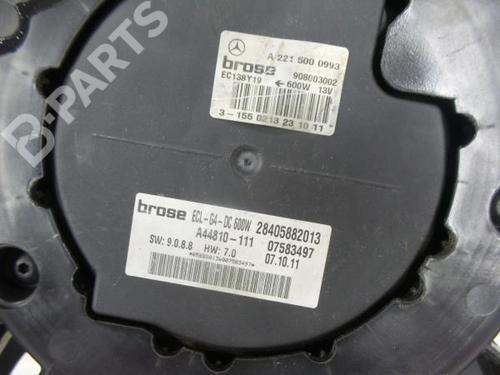 B-PARTS
A 221 500 0993
brose
908003002
EC138Y19 ← 600W 13V
3-155 0213 23 10 11
brose ECL-G4-DC 600W 28405882013
A44810-111 07583497
SW: 9.0.8.8 HW: 7.0 07.10.11